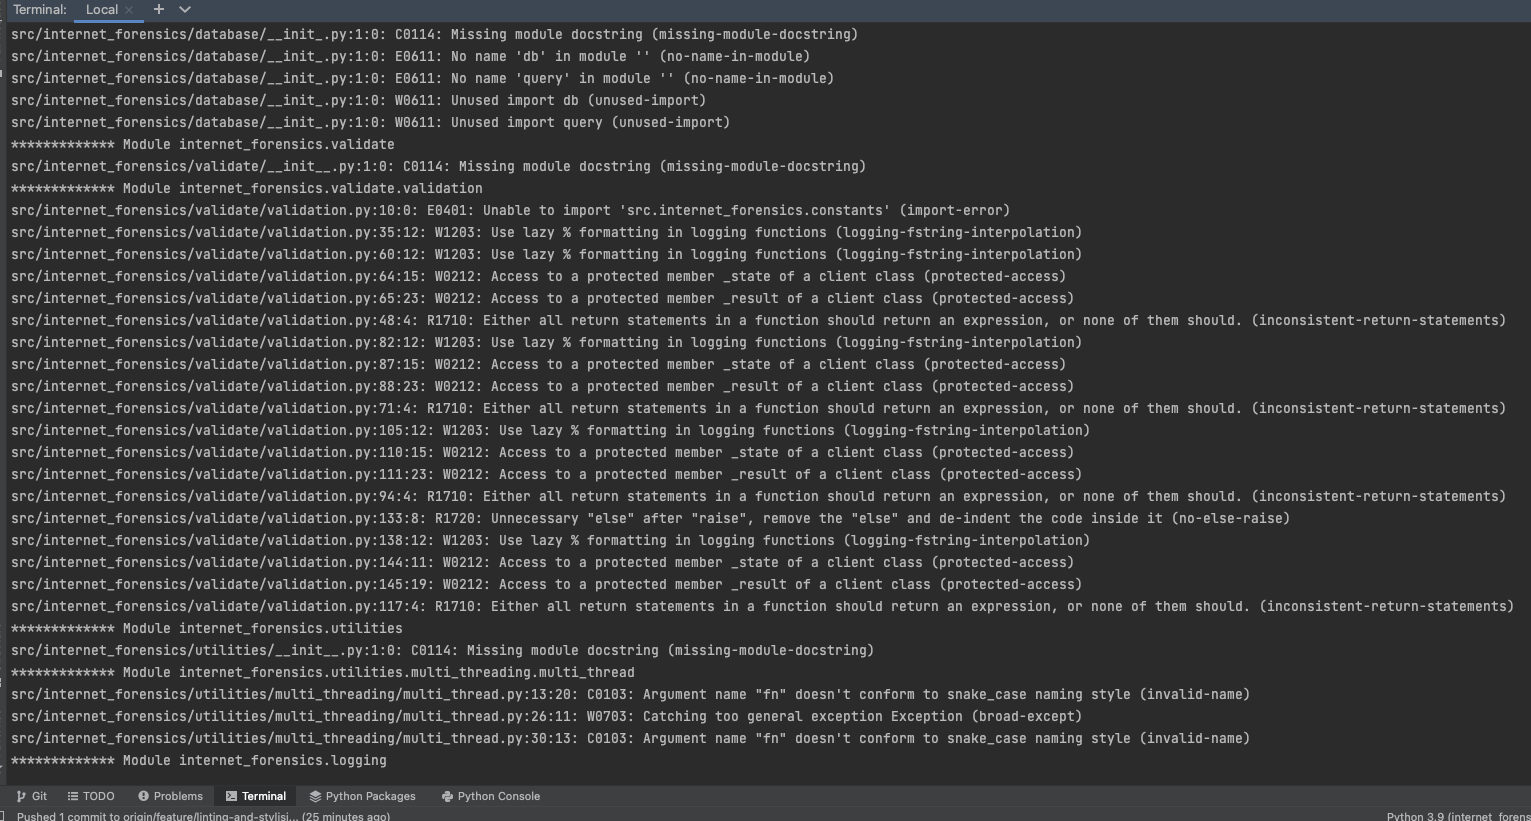 Terminal: Local × + 
src/internet_forensics/database/__init_.py:1:0: C0114: Missing module docstring (missing-module-docstring)
src/internet_forensics/database/__init_.py:1:0: E0611: No name 'db' in module '' (no-name-in-module)
src/internet_forensics/database/__init_.py:1:0: E0611: No name 'query' in module '' (no-name-in-module)
src/internet_forensics/database/__init_.py:1:0: W0611: Unused import db (unused-import)
src/internet_forensics/database/__init_.py:1:0: W0611: Unused import query (unused-import)
************* Module internet_forensics.validate
src/internet_forensics/validate/__init__.py:1:0: C0114: Missing module docstring (missing-module-docstring)
************* Module internet_forensics.validate.validation
src/internet_forensics/validate/validation.py:10:0: E0401: Unable to import 'src.internet_forensics.constants' (import-error)
src/internet_forensics/validate/validation.py:35:12: W1203: Use lazy % formatting in logging functions (logging-fstring-interpolation)
src/internet_forensics/validate/validation.py:60:12: W1203: Use lazy % formatting in logging functions (logging-fstring-interpolation)
src/internet_forensics/validate/validation.py:64:15: W0212: Access to a protected member _state of a client class (protected-access)
src/internet_forensics/validate/validation.py:65:23: W0212: Access to a protected member _result of a client class (protected-access)
src/internet_forensics/validate/validation.py:48:4: R1710: Either all return statements in a function should return an expression, or none of them should. (inconsistent-return-statements)
src/internet_forensics/validate/validation.py:82:12: W1203: Use lazy % formatting in logging functions (logging-fstring-interpolation)
src/internet_forensics/validate/validation.py:87:15: W0212: Access to a protected member _state of a client class (protected-access)
src/internet_forensics/validate/validation.py:88:23: W0212: Access to a protected member _result of a client class (protected-access)
src/internet_forensics/validate/validation.py:71:4: R1710: Either all return statements in a function should return an expression, or none of them should. (inconsistent-return-statements)
src/internet_forensics/validate/validation.py:105:12: W1203: Use lazy % formatting in logging functions (logging-fstring-interpolation)
src/internet_forensics/validate/validation.py:110:15: W0212: Access to a protected member _state of a client class (protected-access)
src/internet_forensics/validate/validation.py:111:23: W0212: Access to a protected member _result of a client class (protected-access)
src/internet_forensics/validate/validation.py:94:4: R1710: Either all return statements in a function should return an expression, or none of them should. (inconsistent-return-statements)
src/internet_forensics/validate/validation.py:133:8: R1720: Unnecessary "else" after "raise", remove the "else" and de-indent the code inside it (no-else-raise)
src/internet_forensics/validate/validation.py:138:12: W1203: Use lazy % formatting in logging functions (logging-fstring-interpolation)
src/internet_forensics/validate/validation.py:144:11: W0212: Access to a protected member _state of a client class (protected-access)
src/internet_forensics/validate/validation.py:145:19: W0212: Access to a protected member _result of a client class (protected-access)
src/internet_forensics/validate/validation.py:117:4: R1710: Either all return statements in a function should return an expression, or none of them should. (inconsistent-return-statements)
************* Module internet_forensics.utilities
src/internet_forensics/utilities/__init__.py:1:0: C0114: Missing module docstring (missing-module-docstring)
************* Module internet_forensics.utilities.multi_threading.multi_thread
src/internet_forensics/utilities/multi_threading/multi_thread.py:13:20: C0103: Argument name "fn" doesn't conform to snake_case naming style (invalid-name)
src/internet_forensics/utilities/multi_threading/multi_thread.py:26:11: W0703: Catching too general exception Exception (broad-except)
src/internet_forensics/utilities/multi_threading/multi_thread.py:30:13: C0103: Argument name "fn" doesn't conform to snake_case naming style (invalid-name)
************* Module internet_forensics.logging
Git TODO Problems Terminal Python Packages Python Console
Pushed 1 commit to origin/feature/linting-and-stylisi... (25 minutes ago) Python 3.9 (internet_forens